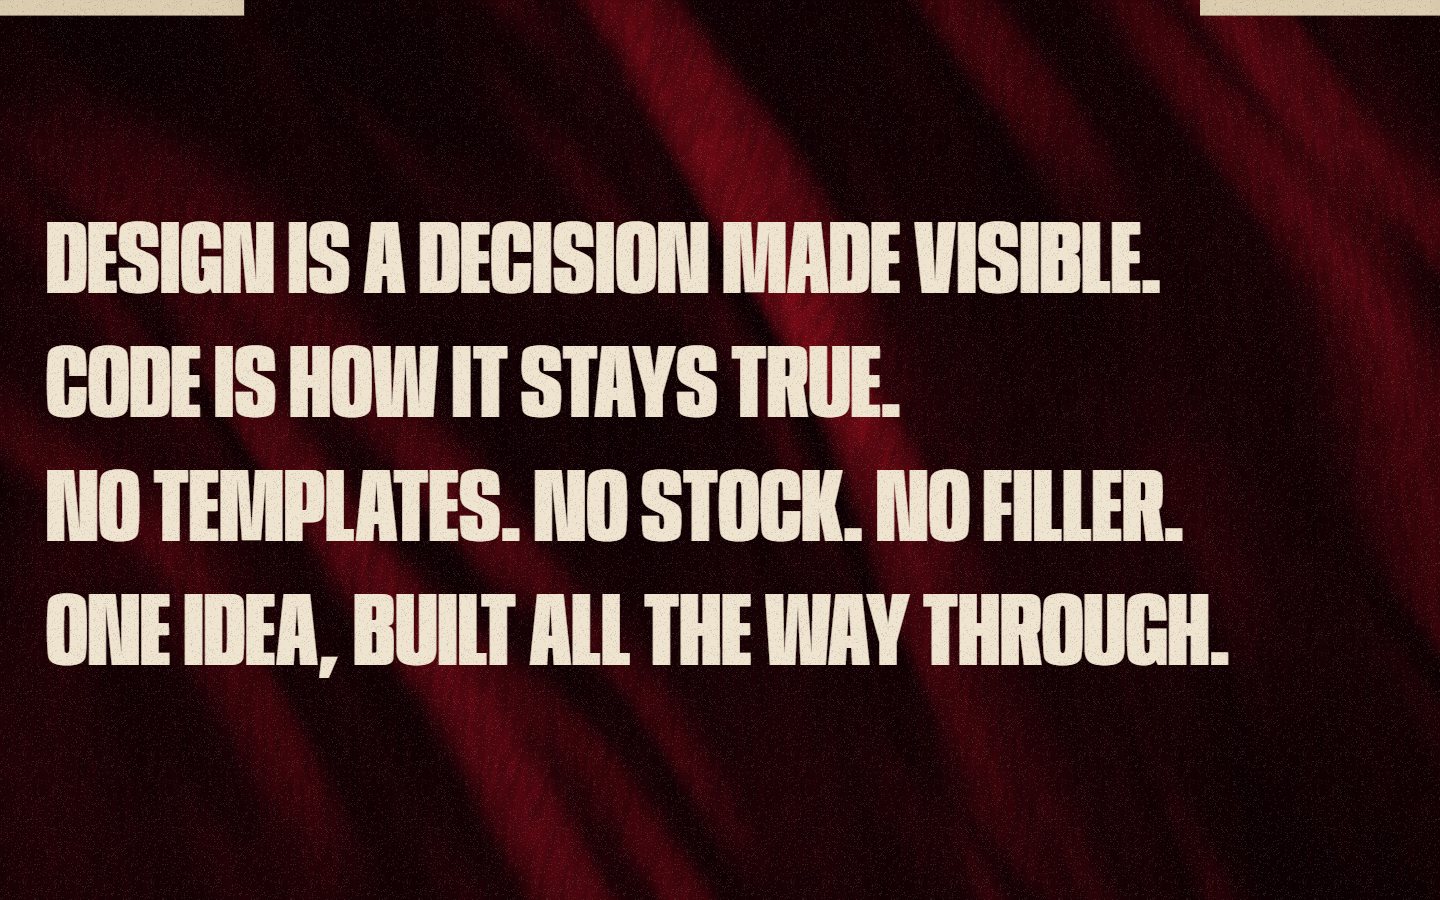 DESIGN IS A DECISION MADE VISIBLE.
CODE IS HOW IT STAYS TRUE.
NO TEMPLATES. NO STOCK. NO FILLER.
ONE IDEA, BUILT ALL THE WAY THROUGH.